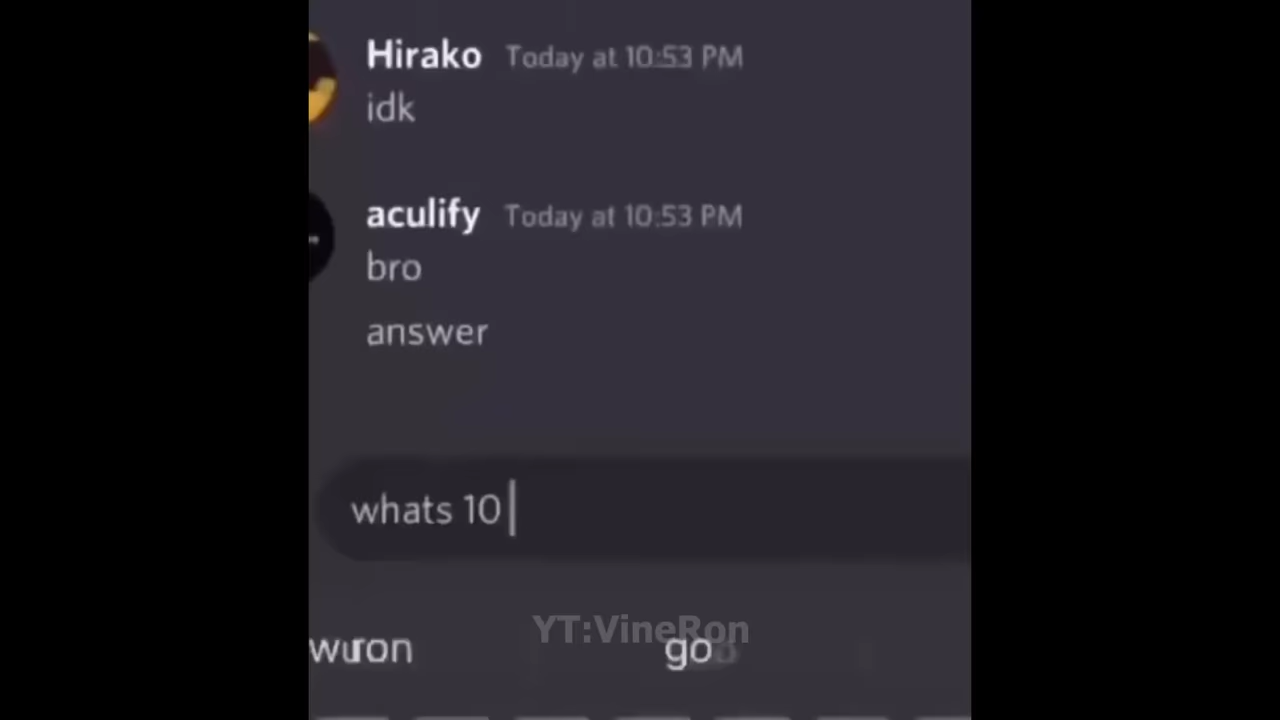 Hirako Today at 10:53 PM
idk
aculify Today at 10:53 PM
bro
answer
whats 10
YT:VineRon
go